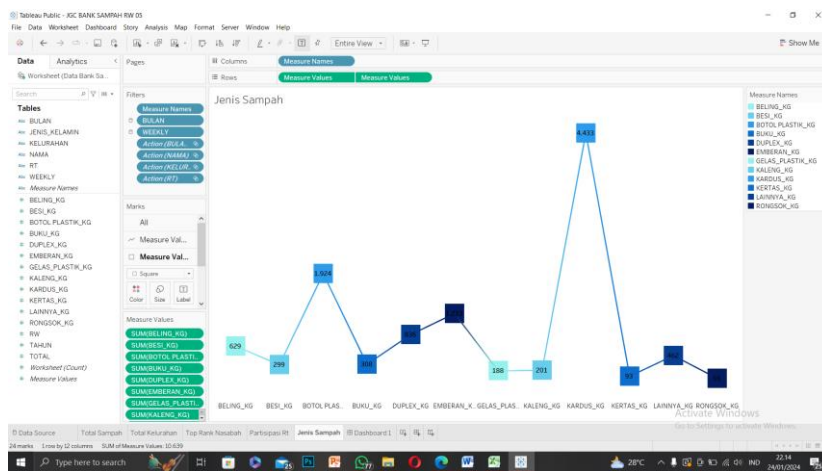 Tableau Public - JGC BANK SAMPAH RW 05
File Data Worksheet Dashboard Story Analysis Map Format Server Window Help
Entire View
Show Me
Data Analytics
Worksheet (Data Bank Sa...
Search
Tables
Abc BULAN
Abc JENIS_KELAMIN
Abc KELURAHAN
Abc NAMA
Abc RT
Abc WEEKLY
Abc Measure Names
# BELING_KG
# BESI_KG
# BOTOL PLASTIK_KG
# BUKU_KG
# DUPLEX_KG
# EMBERAN_KG
# GELAS_PLASTIK_KG
# KALENG_KG
# KARDUS_KG
# KERTAS_KG
# LAINNYA_KG
# RONGSOK_KG
# RW
# TAHUN
# TOTAL
# Worksheet (Count)
# Measure Values
Pages
Filters
Measure Names
BULAN
WEEKLY
Action (BULA..
Action (NAMA)
Action (KELUR..
Action (RT)
Marks
All
Measure Val...
Measure Val...
Square
Color Size Label
Measure Values
SUM(BELING_KG)
SUM(BESI_KG)
SUM(BOTOL PLASTI..
SUM(BUKU_KG)
SUM(DUPLEX_KG)
SUM(EMBERAN_KG)
SUM(GELAS_PLASTI..
SUM(KALENG_KG)
Columns Measure Names
Rows Measure Values Measure Values
Jenis Sampah
4.433
1.924
629
299
308
188
201
93
BELING_KG BESI_KG BOTOL PLAS.. BUKU_KG DUPLEX_KG EMBERAN_K.. GELAS_PLAS.. KALENG_KG KARDUS_KG KERTAS_KG LAINNYA_KG RONGSOK_KG
Measure Names
BELING_KG
BESI_KG
BOTOL PLASTIK_KG
BUKU_KG
DUPLEX_KG
EMBERAN_KG
GELAS_PLASTIK_KG
KALENG_KG
KARDUS_KG
KERTAS_KG
LAINNYA_KG
RONGSOK_KG
Activate Windows
Go to Settings to activate Windows.
Data Source Total Sampah Total Kelurahan Top Rank Nasabah Partispasi Rt Jenis Sampah Dashboard 1
24 marks 1 row by 12 columns SUM of Measure Values: 10.639
Type here to search
28°C
IND
22.14
24/01/2024